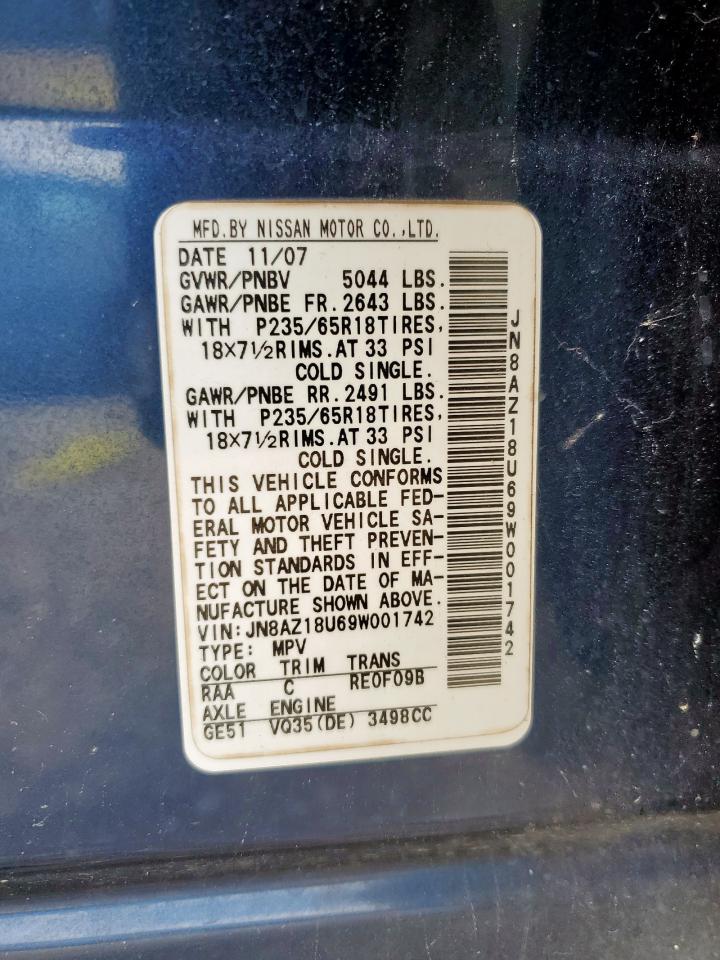 MFD.BY NISSAN MOTOR CO.,LTD.
DATE 11/07
GVWR/PNBV 5044 LBS.
GAWR/PNBE FR.2643 LBS.
WITH P235/65R18TIRES,
18X7½RIMS.AT 33 PSI
COLD SINGLE.
GAWR/PNBE RR.2491 LBS.
WITH P235/65R18TIRES,
18X7½RIMS.AT 33 PSI
COLD SINGLE.
THIS VEHICLE CONFORMS
TO ALL APPLICABLE FED-
ERAL MOTOR VEHICLE SA-
FETY AND THEFT PREVEN-
TION STANDARDS IN EFF-
ECT ON THE DATE OF MA-
NUFACTURE SHOWN ABOVE.
VIN:JN8AZ18U69W001742
TYPE: MPV
COLOR TRIM TRANS
RAA C RE0F09B
AXLE ENGINE
GE51 VQ35(DE) 3498CC
JN8AZ18U69W001742